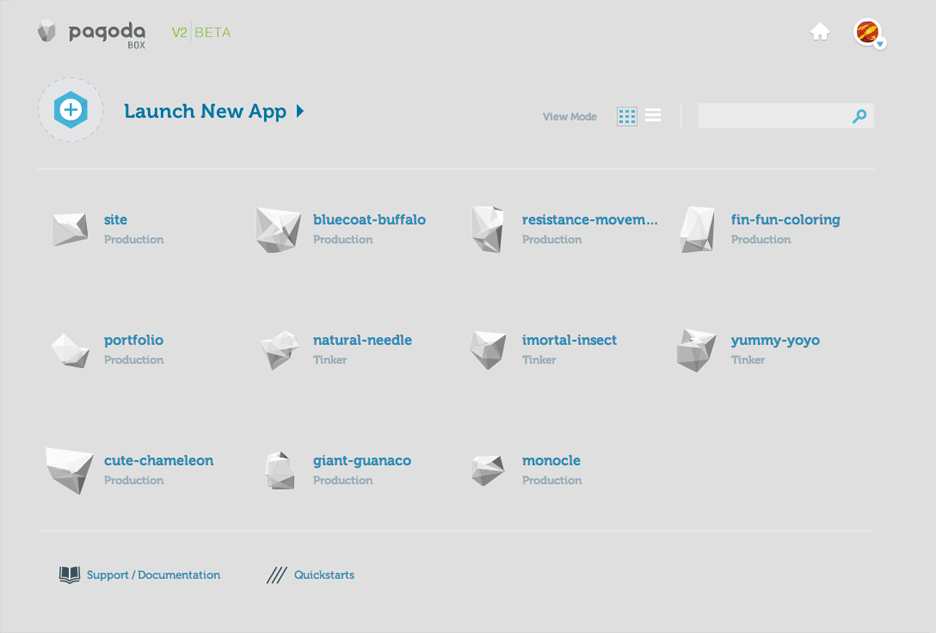 pagoda
BOX
V2 BETA
Launch New App
View Mode
site
Production
bluecoat-buffalo
Production
resistance-movem...
Production
fin-fun-coloring
Production
portfolio
Production
natural-needle
Tinker
imortal-insect
Tinker
yummy-yoyo
Tinker
cute-chameleon
Production
giant-guanaco
Production
monocle
Production
Support / Documentation
Quickstarts